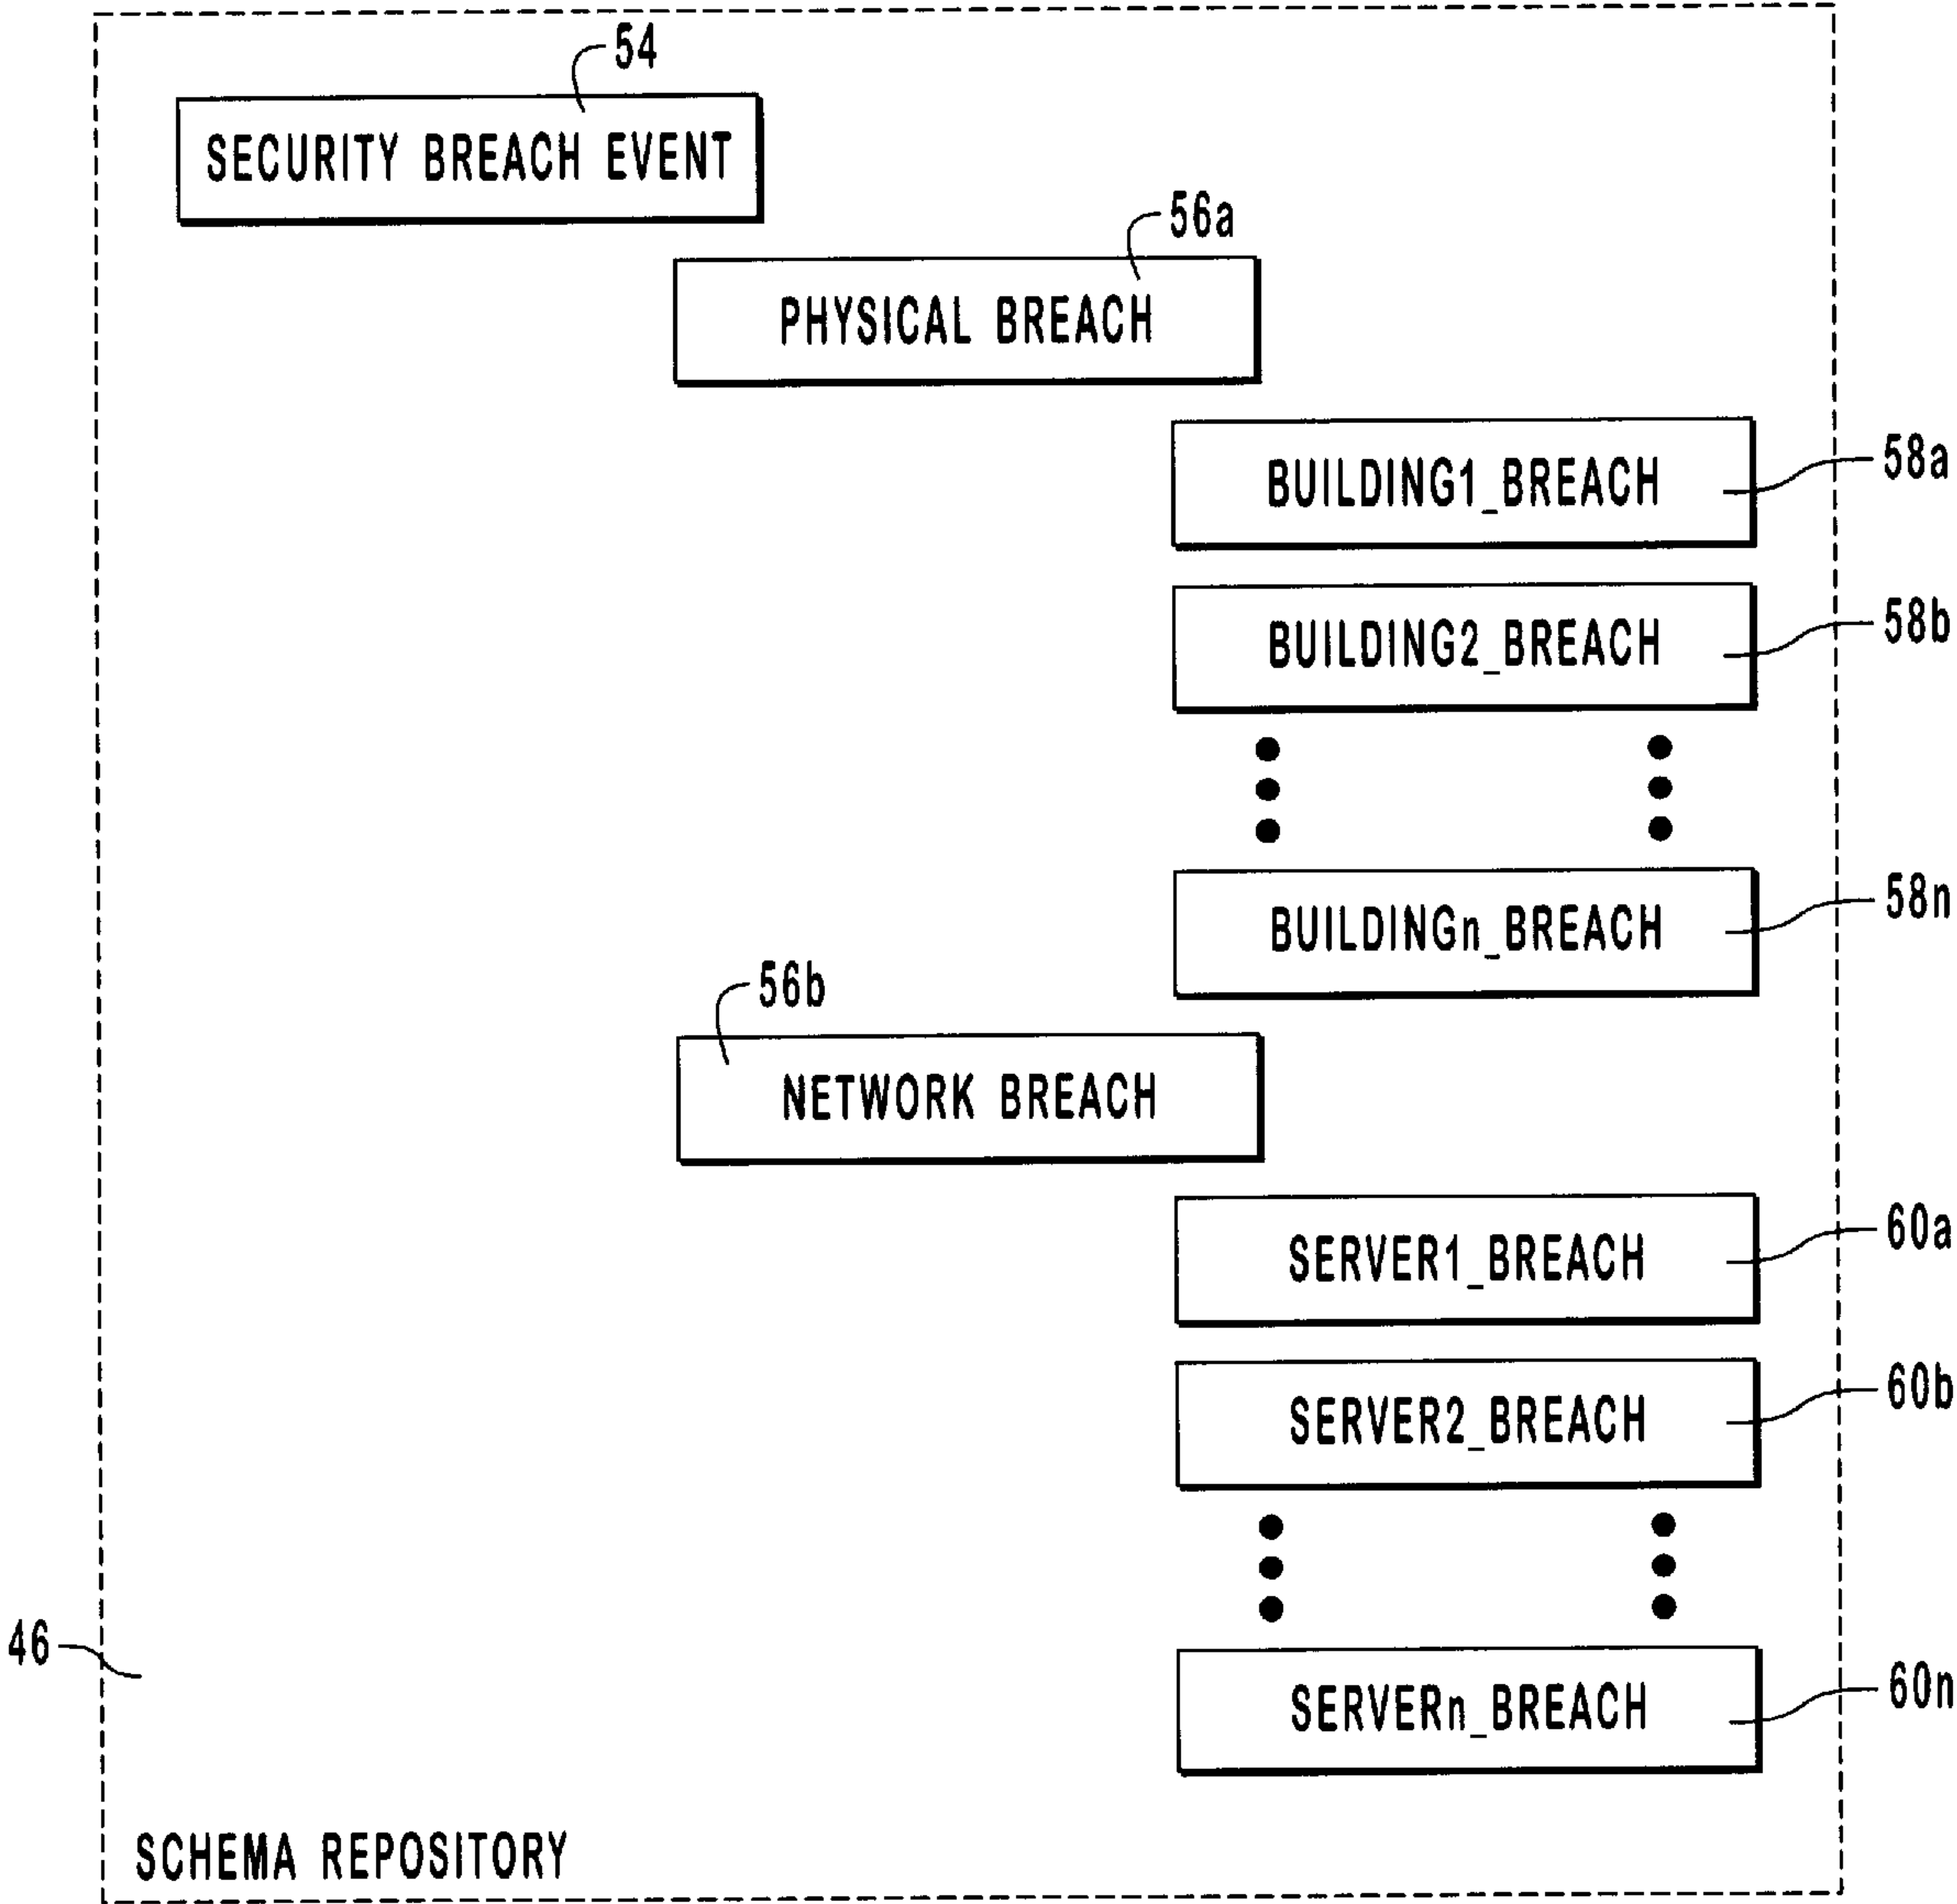 54
SECURITY BREACH EVENT
56a
PHYSICAL BREACH
BUILDING1_BREACH
58a
BUILDING2_BREACH
58b
BUILDINGn_BREACH
58n
56b
NETWORK BREACH
SERVER1_BREACH
60a
SERVER2_BREACH
60b
46
SERVERn_BREACH
60n
SCHEMA REPOSITORY